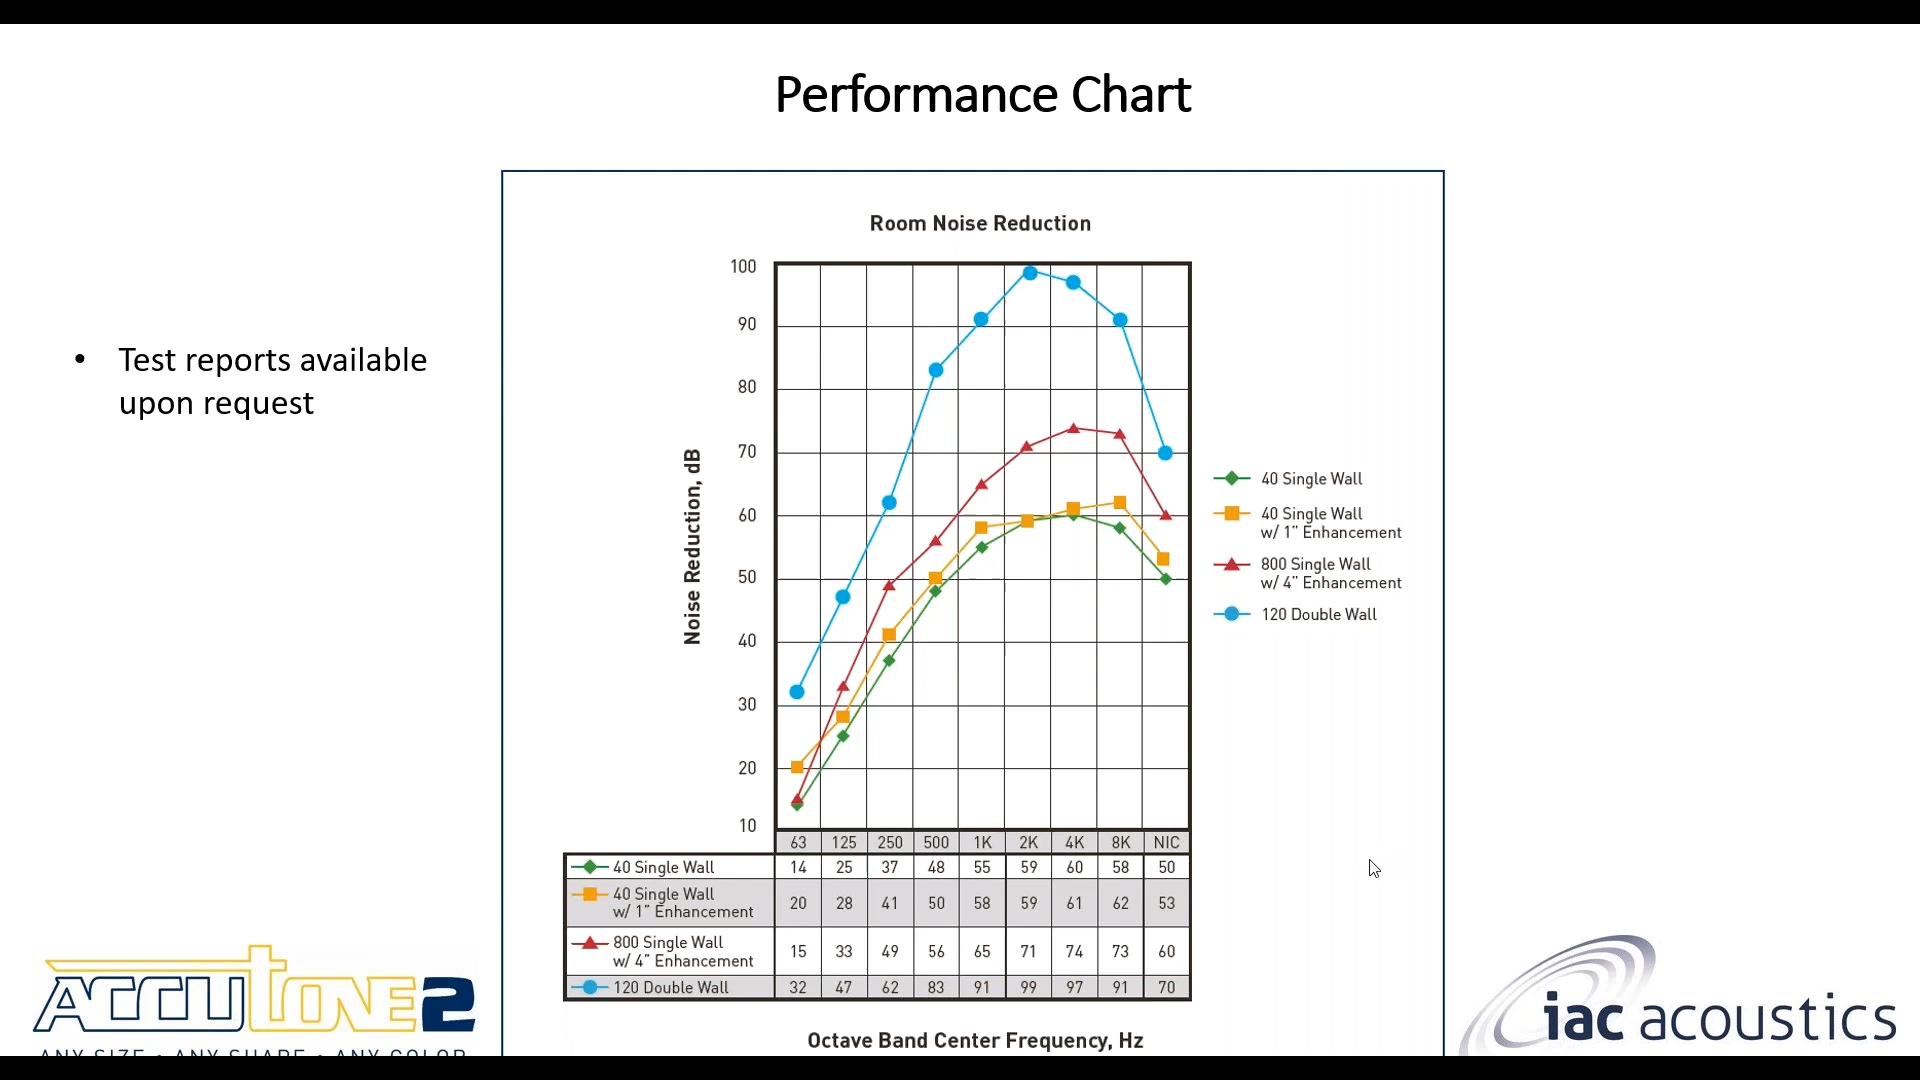 Performance Chart
• Test reports available
upon request
Room Noise Reduction
Noise Reduction, dB
100
90
80
70
60
50
40
30
20
10
40 Single Wall
40 Single Wall
w/ 1” Enhancement
800 Single Wall
w/ 4” Enhancement
120 Double Wall
63 125 250 500 1K 2K 4K 8K NIC
40 Single Wall 14 25 37 48 55 59 60 58 50
40 Single Wall
w/ 1” Enhancement 20 28 41 50 58 59 61 62 53
800 Single Wall
w/ 4” Enhancement 15 33 49 56 65 71 74 73 60
120 Double Wall 32 47 62 83 91 99 97 91 70
Octave Band Center Frequency, Hz
ACCUTONE2
ANY SIZE • ANY SHAPE • ANY COLOR
iac acoustics